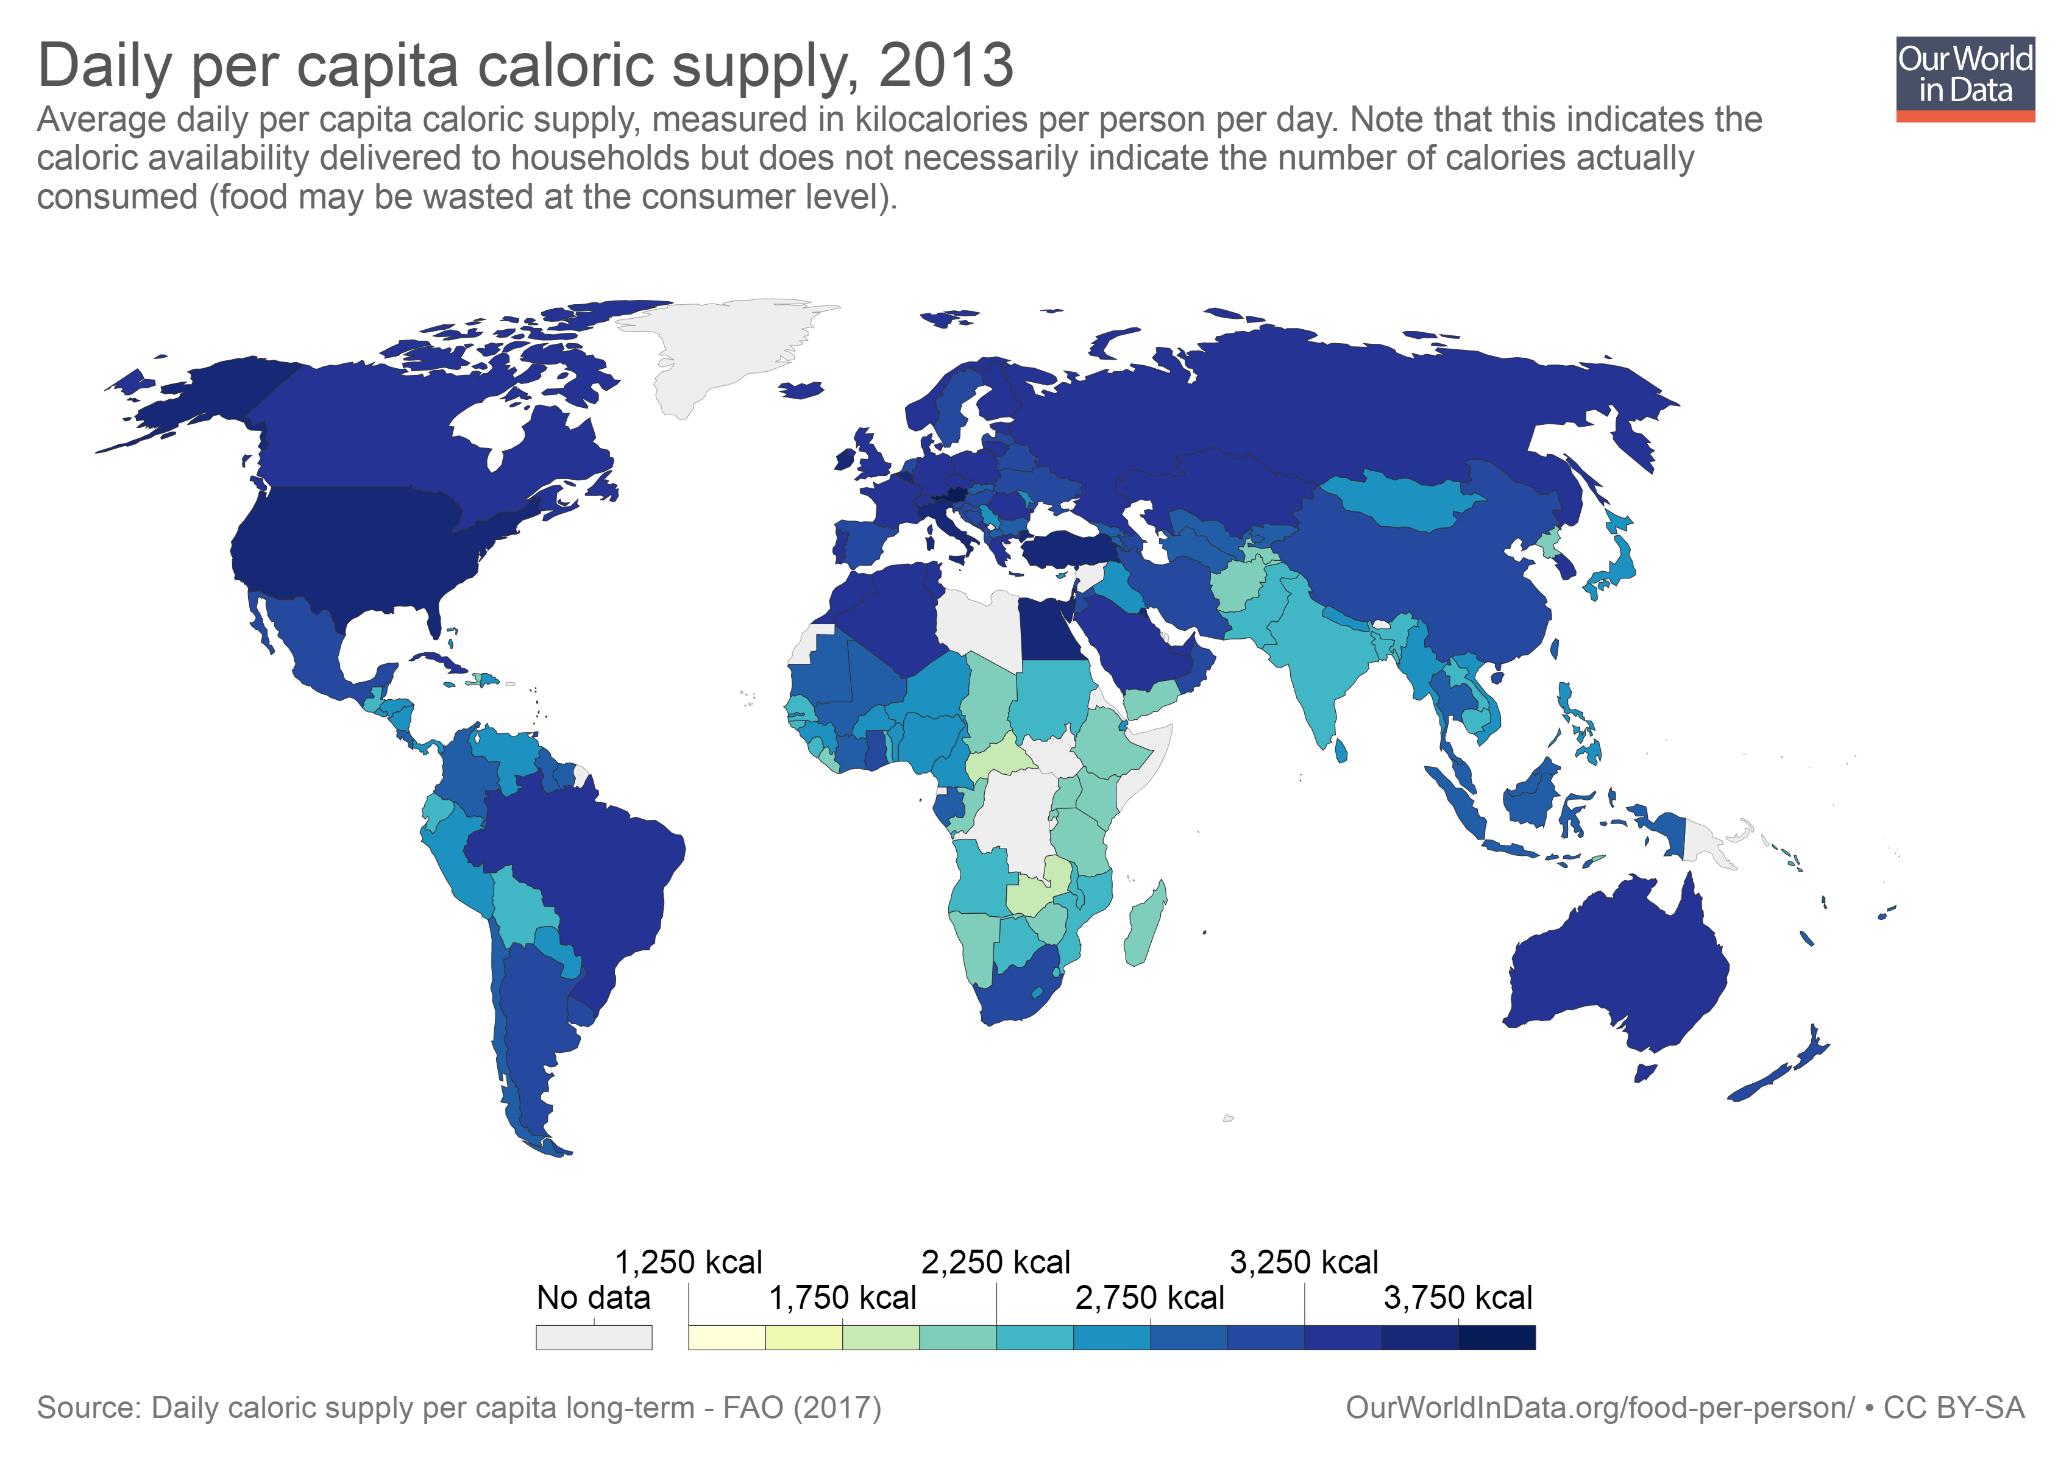 Daily per capita caloric supply, 2013
Our World
in Data
Average daily per capita caloric supply, measured in kilocalories per person per day. Note that this indicates the
caloric availability delivered to households but does not necessarily indicate the number of calories actually
consumed (food may be wasted at the consumer level).
1,250 kcal 2,250 kcal 3,250 kcal
No data 1,750 kcal 2,750 kcal 3,750 kcal
Source: Daily caloric supply per capita long-term - FAO (2017)
OurWorldInData.org/food-per-person/ • CC BY-SA